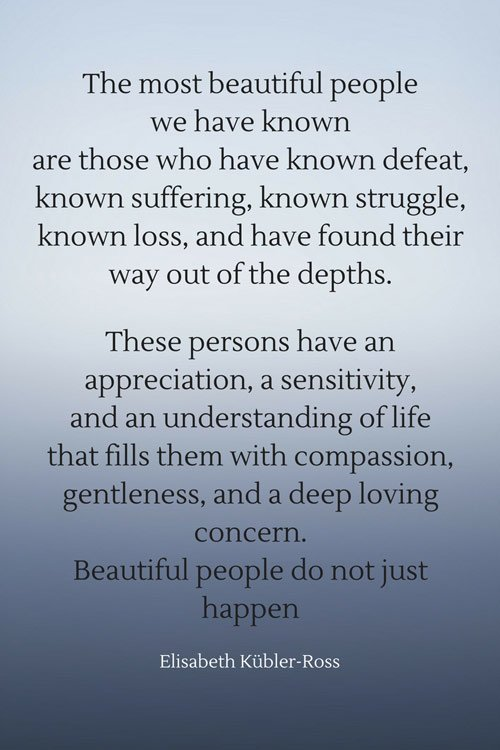 The most beautiful people
we have known
are those who have known defeat,
known suffering, known struggle,
known loss, and have found their
way out of the depths.
These persons have an
appreciation, a sensitivity,
and an understanding of life
that fills them with compassion,
gentleness, and a deep loving
concern.
Beautiful people do not just
happen
Elisabeth Kübler-Ross